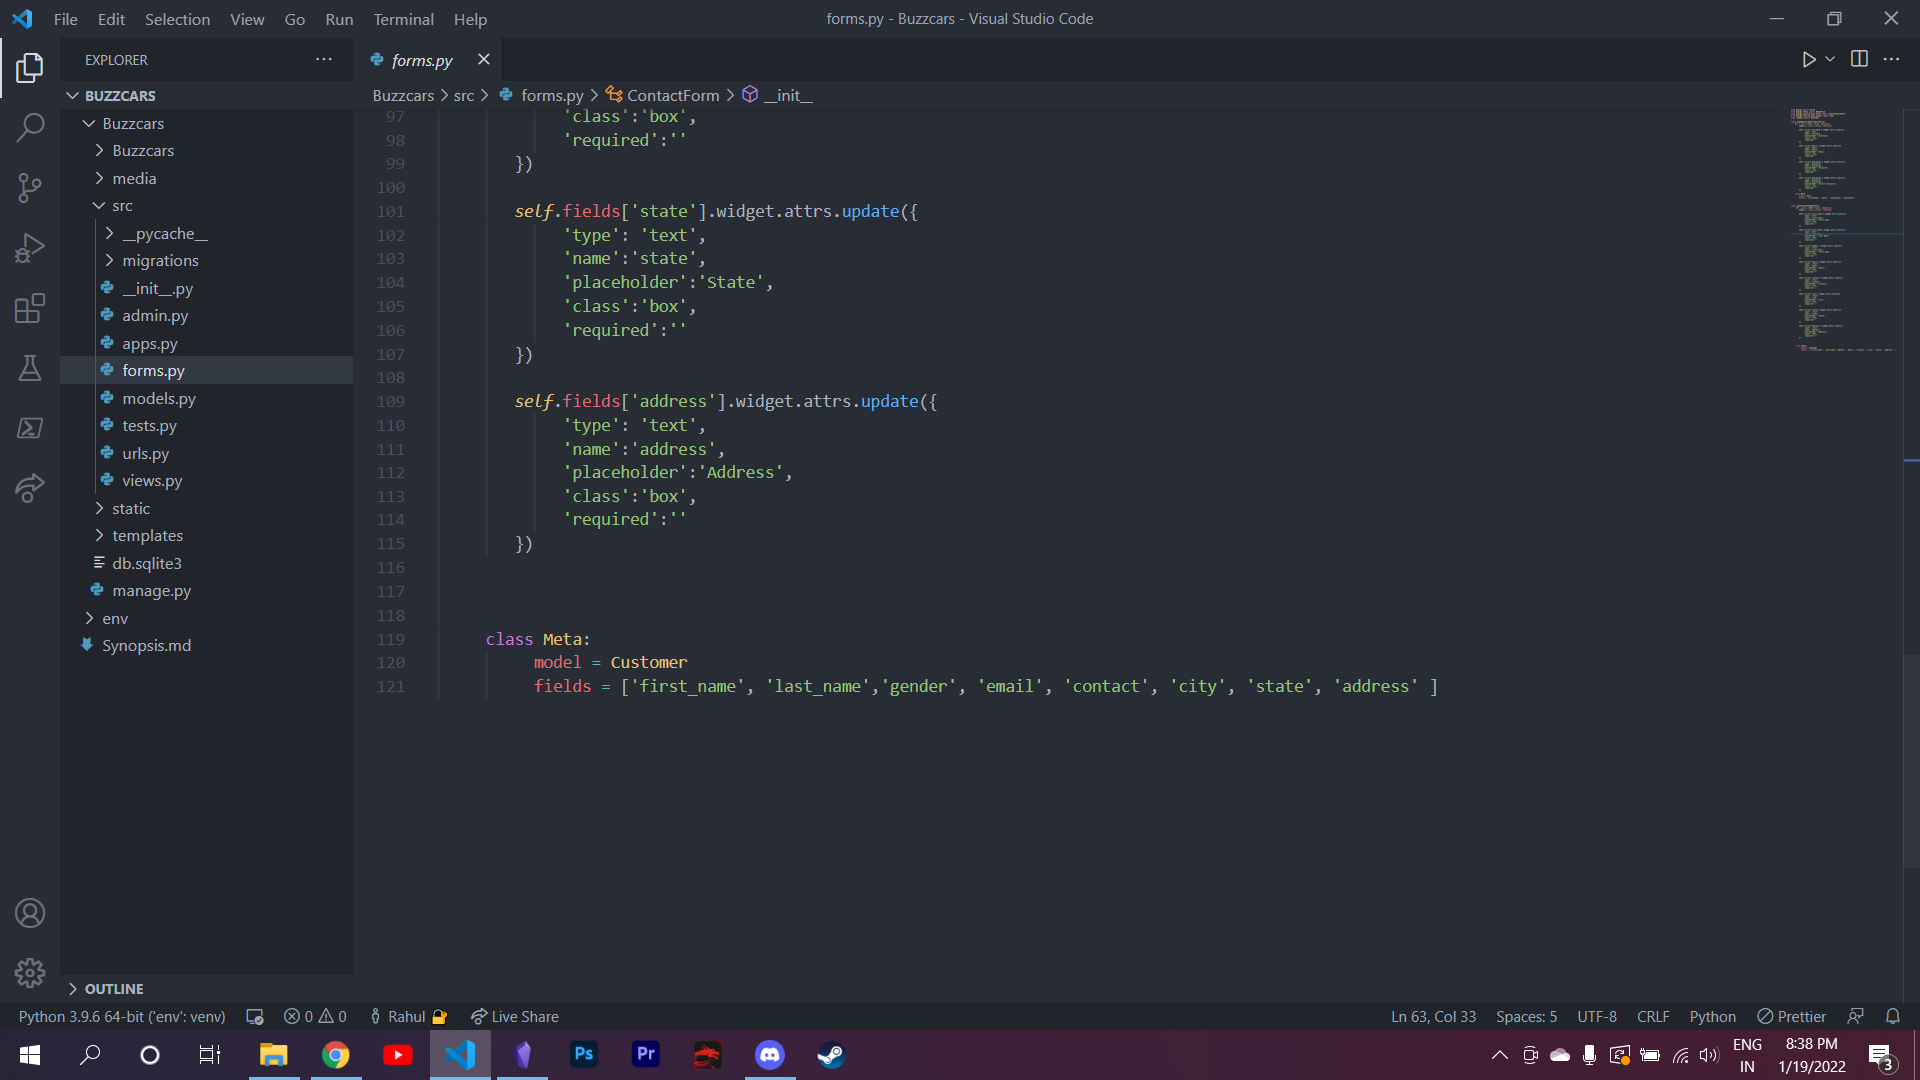 File Edit Selection View Go Run Terminal Help
forms.py - Buzzcars - Visual Studio Code
EXPLORER
forms.py
BUZZCARS
Buzzcars
Buzzcars
media
src
__pycache__
migrations
__init__.py
admin.py
apps.py
forms.py
models.py
tests.py
urls.py
views.py
static
templates
db.sqlite3
manage.py
env
Synopsis.md
OUTLINE
Buzzcars > src > forms.py > ContactForm > __init__
97 'class':'box',
98 'required':''
99 })
100
101 self.fields['state'].widget.attrs.update({
102 'type': 'text',
103 'name':'state',
104 'placeholder':'State',
105 'class':'box',
106 'required':''
107 })
108
109 self.fields['address'].widget.attrs.update({
110 'type': 'text',
111 'name':'address',
112 'placeholder':'Address',
113 'class':'box',
114 'required':''
115 })
116
117
118
119 class Meta:
120 model = Customer
121 fields = ['first_name', 'last_name','gender', 'email', 'contact', 'city', 'state', 'address' ]
Python 3.9.6 64-bit ('env': venv) 0 0 Rahul Live Share
Ln 63, Col 33 Spaces: 5 UTF-8 CRLF Python Prettier
Ps Pr
ENG
IN
8:38 PM
1/19/2022
3